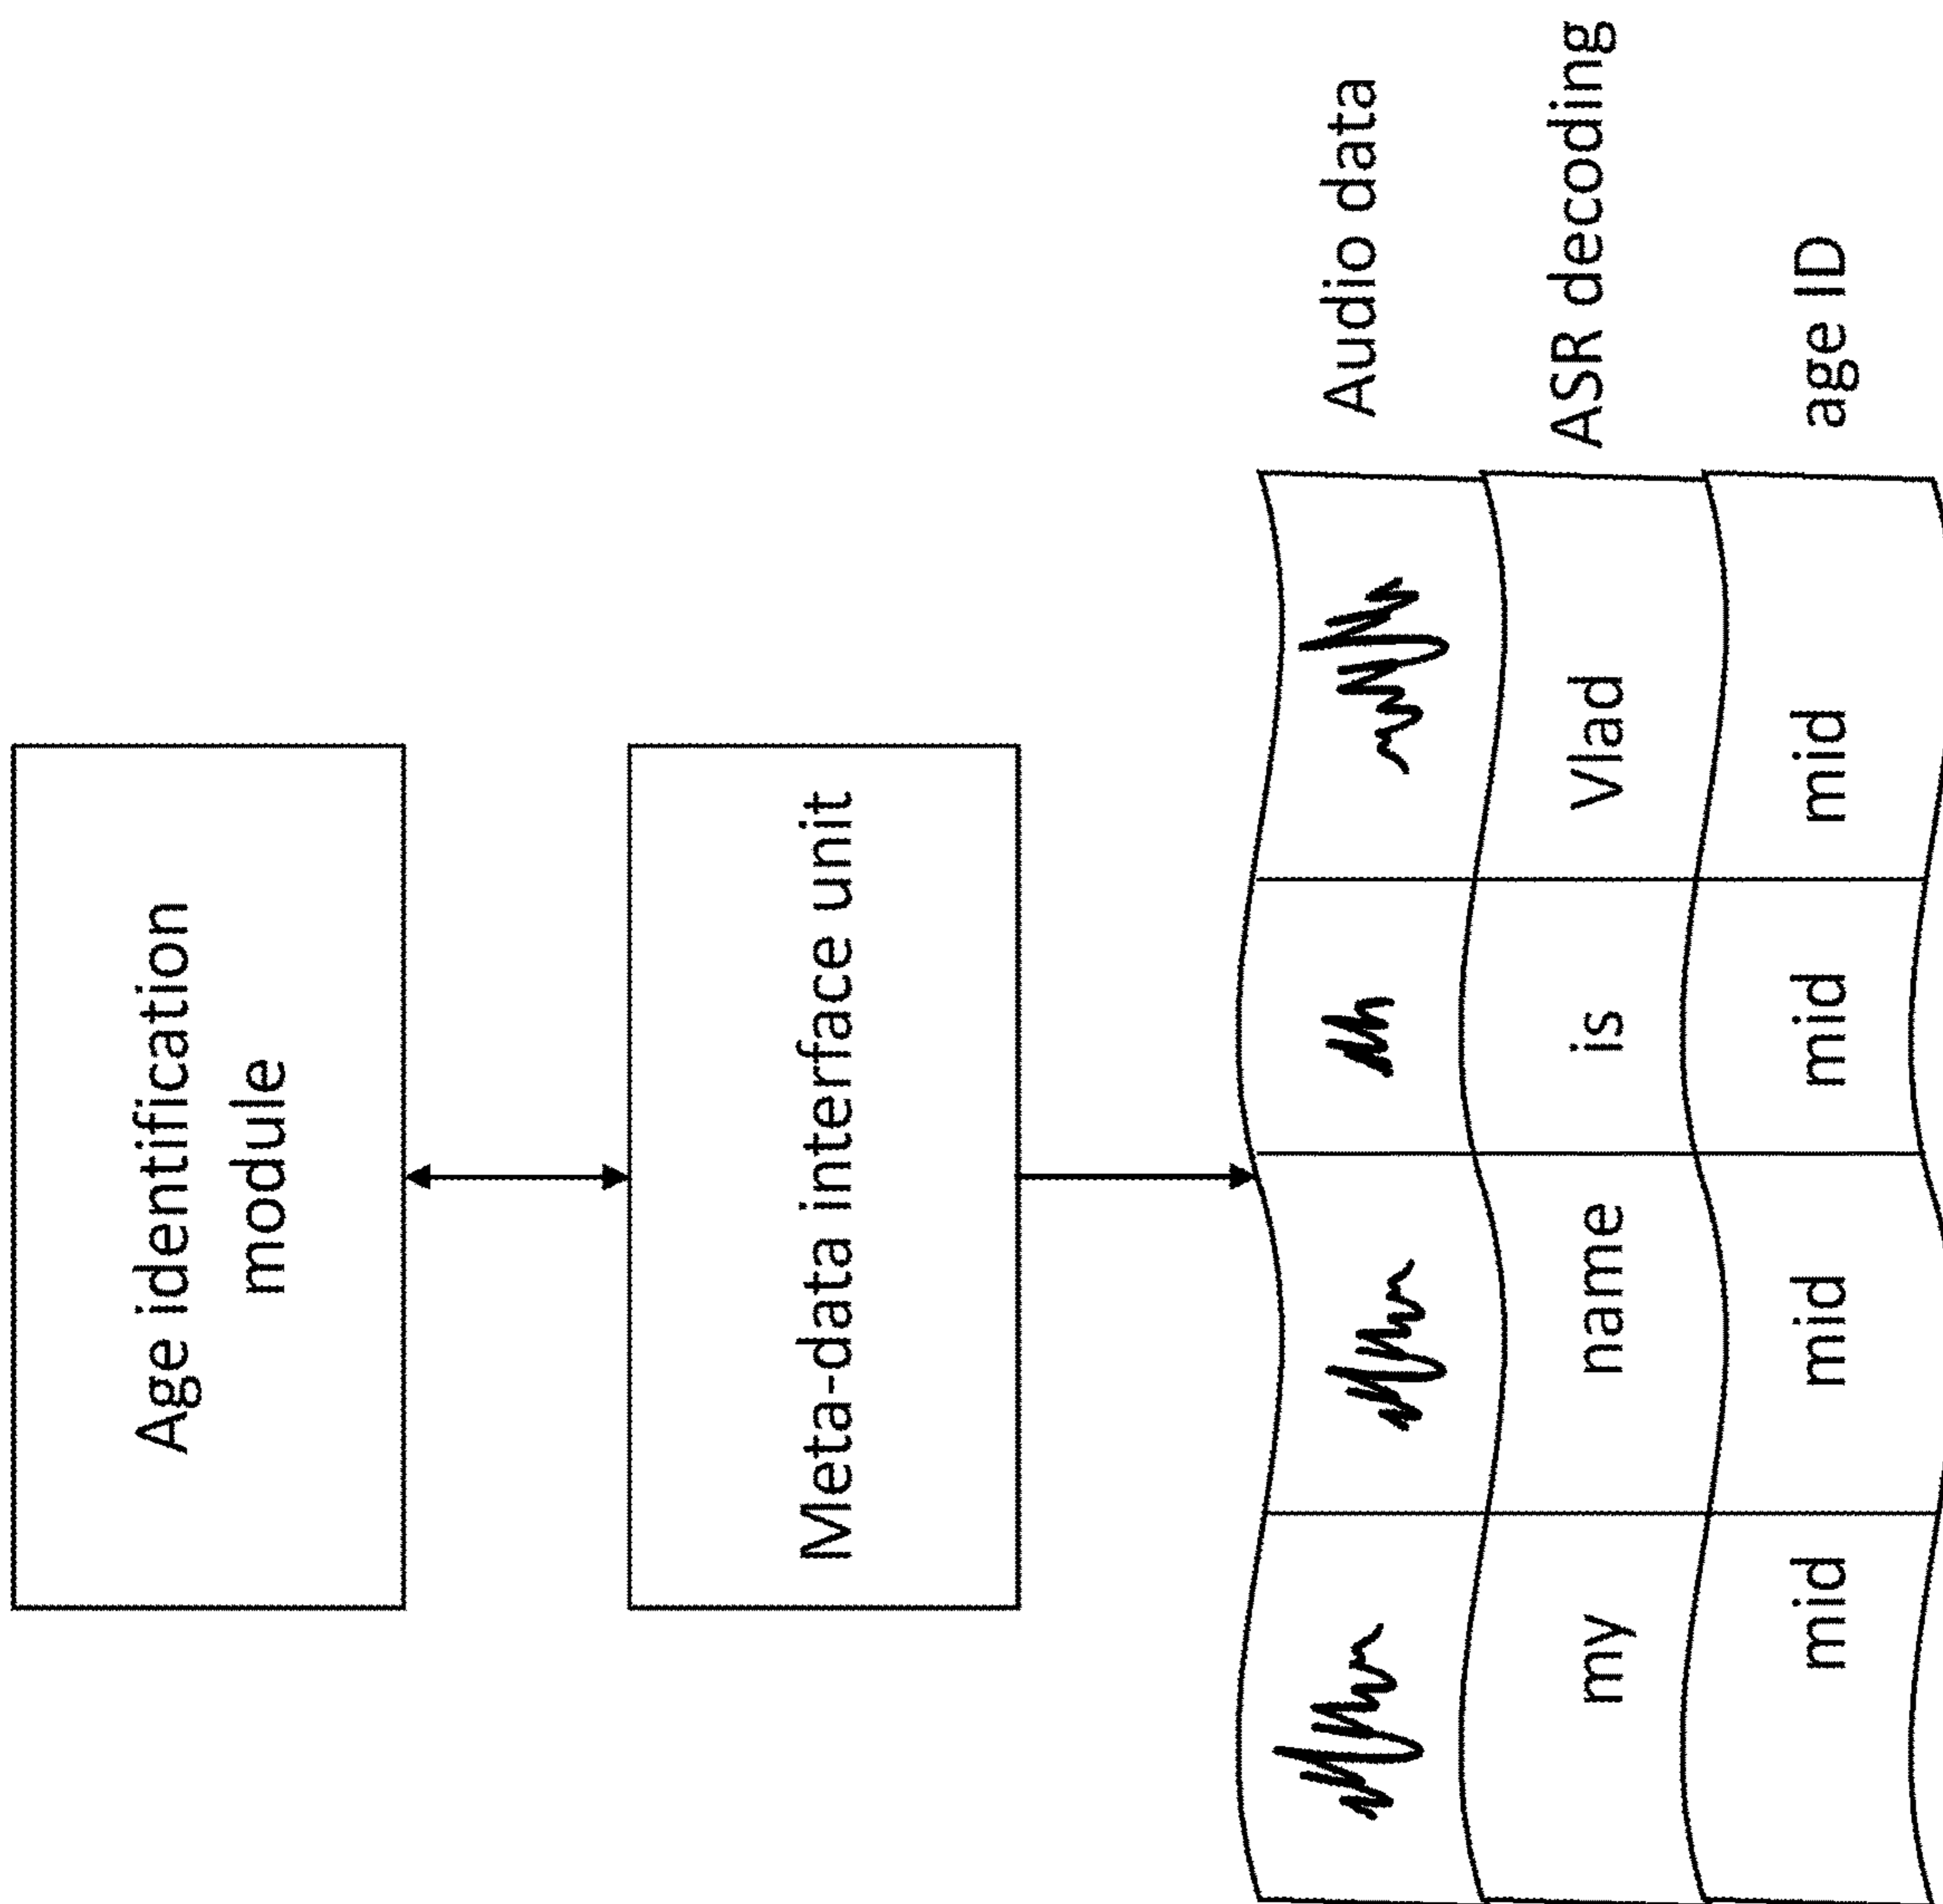 Age identification
module
Meta-data interface unit
Audio data
my name is Vlad ASR decoding
mid mid mid mid age ID